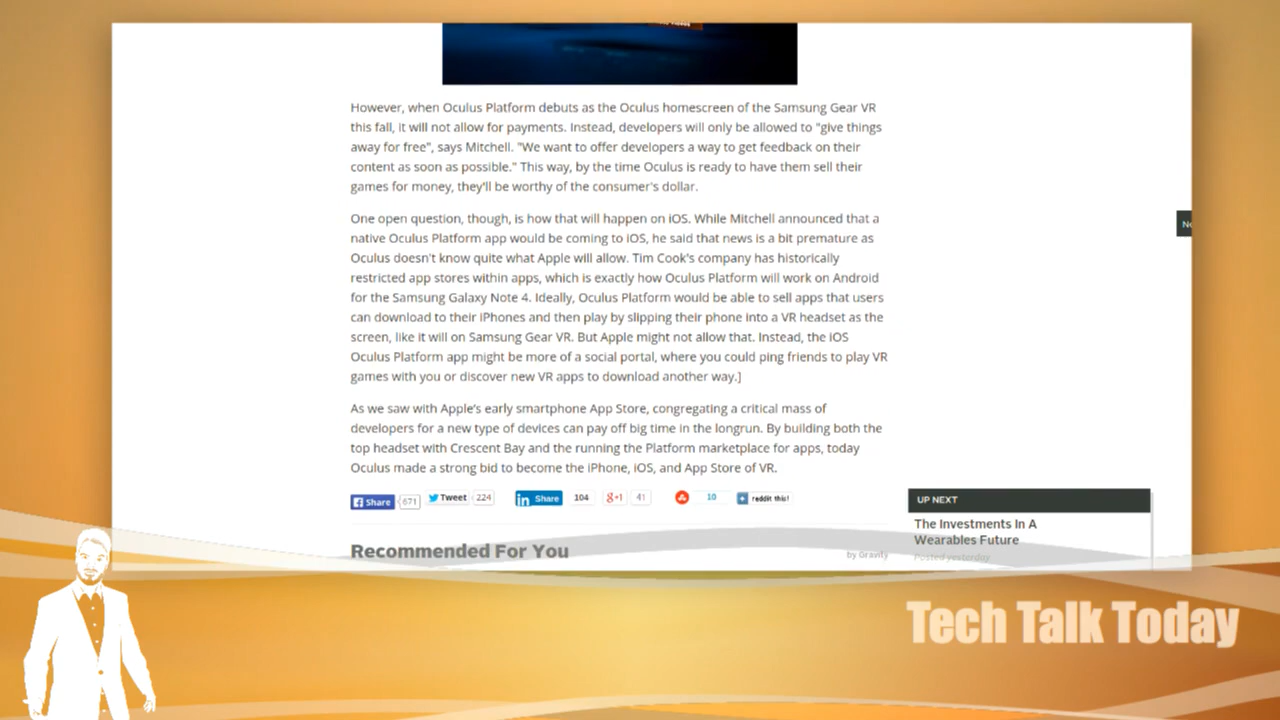 However, when Oculus Platform debuts as the Oculus homescreen of the Samsung Gear VR
this fall, it will not allow for payments. Instead, developers will only be allowed to "give things
away for free", says Mitchell. "We want to offer developers a way to get feedback on their
content as soon as possible." This way, by the time Oculus is ready to have them sell their
games for money, they'll be worthy of the consumer's dollar.
One open question, though, is how that will happen on iOS. While Mitchell announced that a
native Oculus Platform app would be coming to iOS, he said that news is a bit premature as
Oculus doesn't know quite what Apple will allow. Tim Cook's company has historically
restricted app stores within apps, which is exactly how Oculus Platform will work on Android
for the Samsung Galaxy Note 4. Ideally, Oculus Platform would be able to sell apps that users
can download to their iPhones and then play by slipping their phone into a VR headset as the
screen, like it will on Samsung Gear VR. But Apple might not allow that. Instead, the iOS
Oculus Platform app might be more of a social portal, where you could ping friends to play VR
games with you or discover new VR apps to download another way.]
As we saw with Apple's early smartphone App Store, congregating a critical mass of
developers for a new type of devices can pay off big time in the longrun. By building both the
top headset with Crescent Bay and the running the Platform marketplace for apps, today
Oculus made a strong bid to become the iPhone, iOS, and App Store of VR.
Share 671 Tweet 224 in Share 104 g+1 41 10 reddit this!
UP NEXT
The Investments In A
Wearables Future
Posted yesterday
Recommended For You
by Gravity
Tech Talk Today